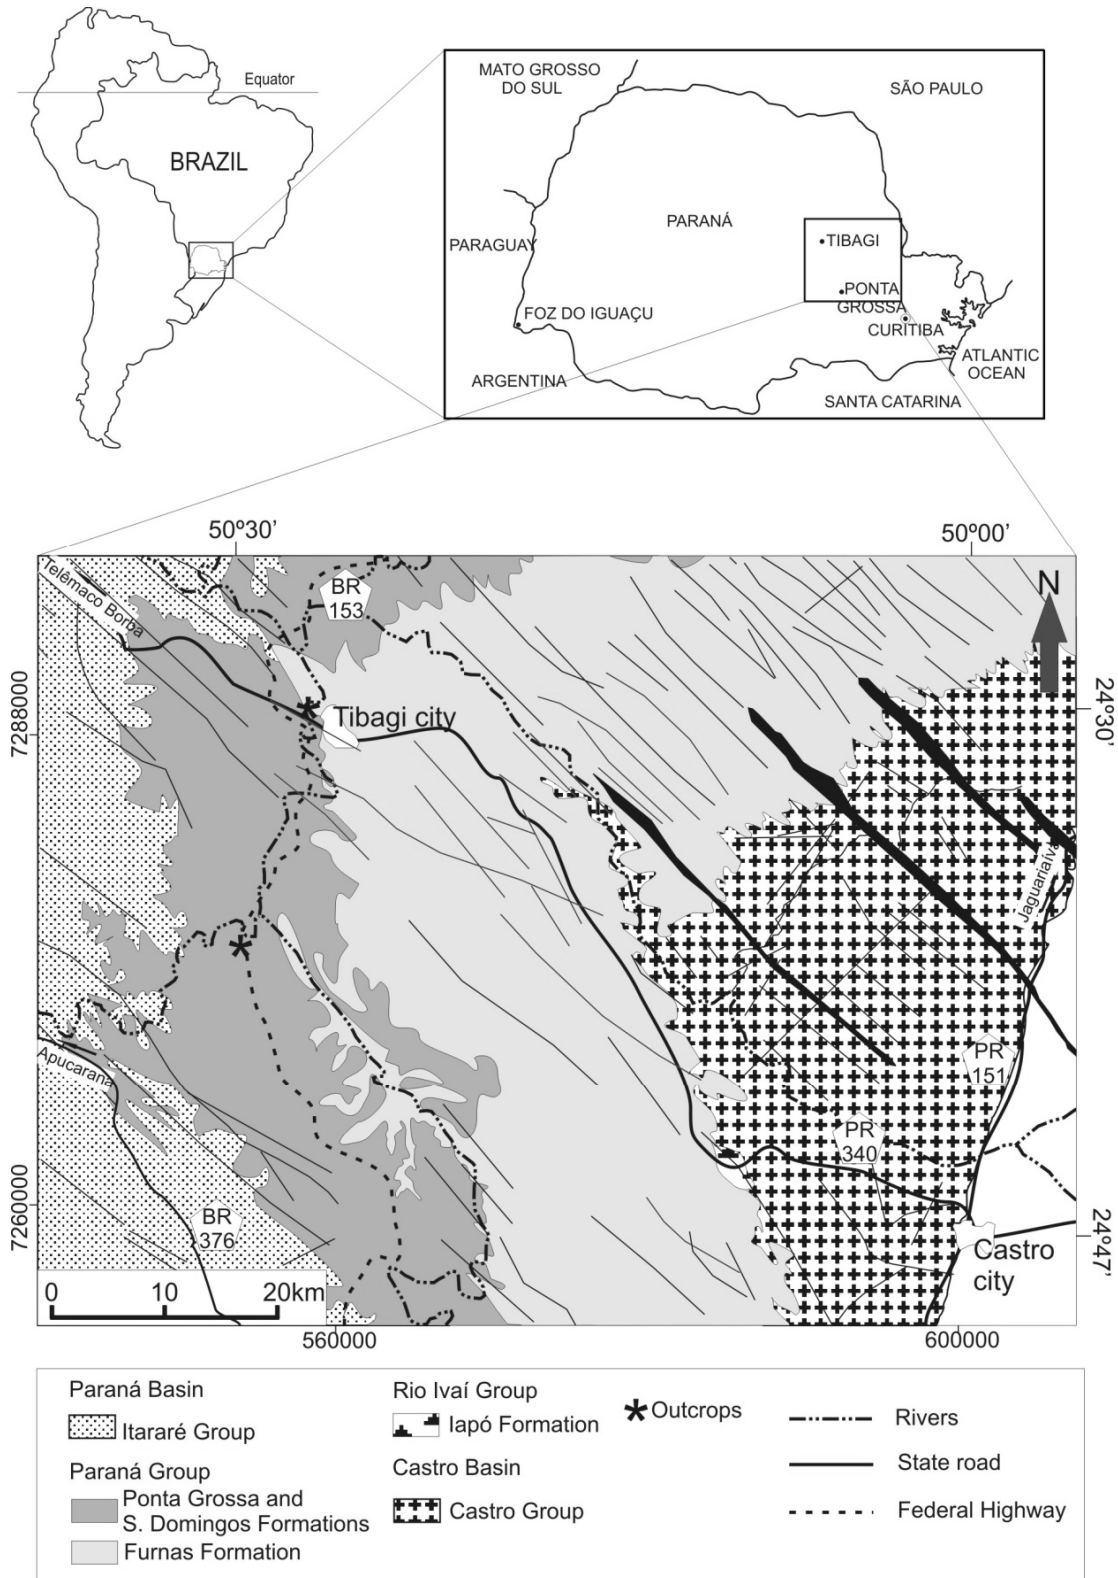 Equator
BRAZIL
MATO GROSSO
DO SUL
SÃO PAULO
PARANÁ
PARAGUAY
TIBAGI
PONTA
GROSSA
FOZ DO IGUAÇU
CURITIBA
ATLANTIC
OCEAN
ARGENTINA
SANTA CATARINA
50º30'
50º00'
Telêmaco Borba
BR
153
N
7288000
Tibagi city
24º30'
Jaguariaíva
Apucarana
PR
151
PR
340
7260000
BR
376
Castro
city
24º47'
0
10
20km
560000
600000
Paraná Basin
Itararé Group
Paraná Group
Ponta Grossa and
S. Domingos Formations
Furnas Formation
Rio Ivaí Group
Iapó Formation
Castro Basin
Castro Group
Outcrops
Rivers
State road
Federal Highway